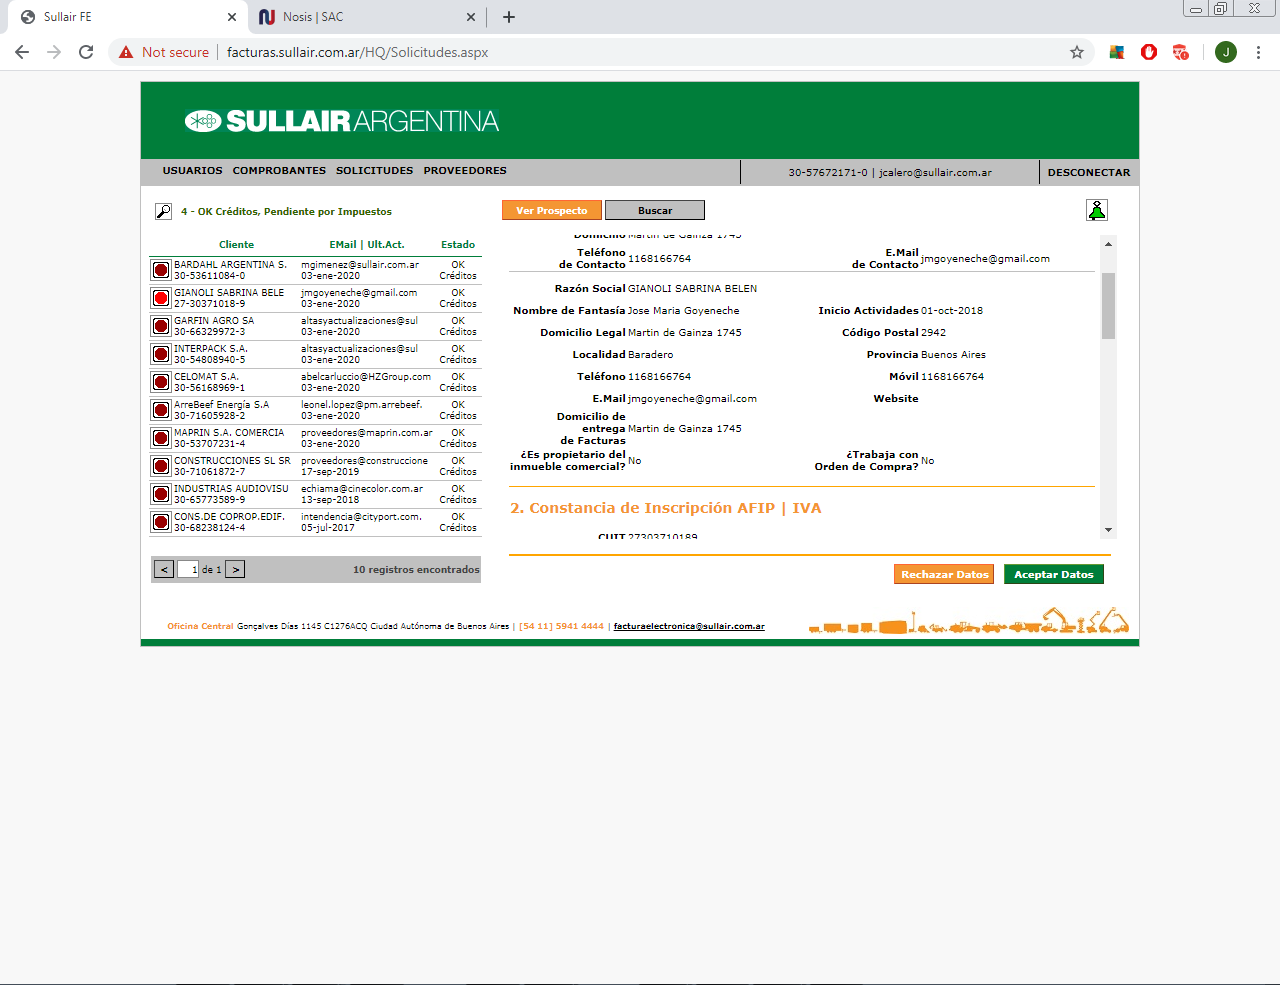 Sullair FE
Nosis | SAC
Not secure
facturas.sullair.com.ar/HQ/Solicitudes.aspx
J
SULLAIR ARGENTINA
USUARIOS COMPROBANTES SOLICITUDES PROVEEDORES
30-57672171-0 | jcalero@sullair.com.ar
DESCONECTAR
4 - OK Créditos, Pendiente por Impuestos
Cliente EMail | Ult.Act. Estado
BARDAHL ARGENTINA S. mgimenez@sullair.com.ar OK
30-53611084-0 03-ene-2020 Créditos
GIANOLI SABRINA BELE jmgoyeneche@gmail.com OK
27-30371018-9 03-ene-2020 Créditos
GARFIN AGRO SA altasyactualizaciones@sul OK
30-66329972-3 03-ene-2020 Créditos
INTERPACK S.A. altasyactualizaciones@sul OK
30-54808940-5 03-ene-2020 Créditos
CELOMAT S.A. abelcarluccio@HZGroup.com OK
30-56168969-1 03-ene-2020 Créditos
ArreBeef Energía S.A leonel.lopez@pm.arrebeef. OK
30-71605928-2 03-ene-2020 Créditos
MAPRIN S.A. COMERCIA proveedores@maprin.com.ar OK
30-53707231-4 03-ene-2020 Créditos
CONSTRUCCIONES SL SR proveedores@construccione OK
30-71061872-7 17-sep-2019 Créditos
INDUSTRIAS AUDIOVISU echiama@cinecolor.com.ar OK
30-65773589-9 13-sep-2018 Créditos
CONS.DE COPROP.EDIF. intendencia@cityport.com. OK
30-68238124-4 05-jul-2017 Créditos
< 1 de 1 > 10 registros encontrados
Ver Prospecto Buscar
Domicilio Martin de Gainza 1745
Teléfono de Contacto 1168166764 E.Mail de Contacto jmgoyeneche@gmail.com
Razón Social GIANOLI SABRINA BELEN
Nombre de Fantasía Jose Maria Goyeneche Inicio Actividades 01-oct-2018
Domicilio Legal Martin de Gainza 1745 Código Postal 2942
Localidad Baradero Provincia Buenos Aires
Teléfono 1168166764 Móvil 1168166764
E.Mail jmgoyeneche@gmail.com Website
Domicilio de
entrega Martin de Gainza 1745
de Facturas
¿Es propietario del inmueble comercial? No ¿Trabaja con Orden de Compra? No
2. Constancia de Inscripción AFIP | IVA
CUIT 27303710189
Rechazar Datos Aceptar Datos
Oficina Central Gonçalves Días 1145 C1276ACQ Ciudad Autónoma de Buenos Aires | [54 11] 5941 4444 | facturaelectronica@sullair.com.ar